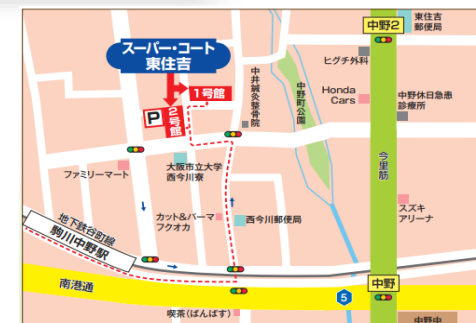 中野2
東住吉
郵便局
スーパー・コート
東住吉
ヒグチ外科
1号館
中井鍼灸整骨院
中野町公園
Honda
Cars
中野休日急患
診療所
P
2号館
今里筋
ファミリーマート
大阪市立大学
西今川寮
スズキ
アリーナ
カット&パーマ
フクオカ
西今川郵便局
地下鉄谷町線
駒川中野駅
南港通
中野
5
喫茶(ばんばす)
中野中